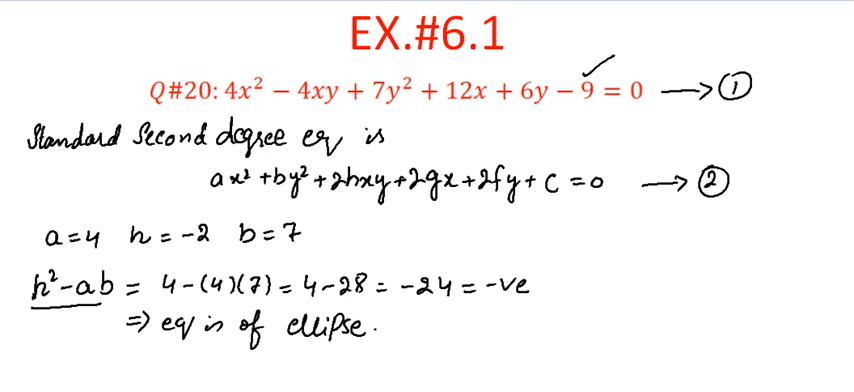 EX.#6.1
Q#20: 4x² − 4xy + 7y² + 12x + 6y − 9 = 0 → ①
Standard Second degree eq is
ax² + by² + 2hxy + 2gx + 2fy + c = 0 → ②
a = 4 h = -2 b = 7
h² - ab = 4 - (4)(7) = 4 - 28 = -24 = -ve
⇒ eq is of ellipse.